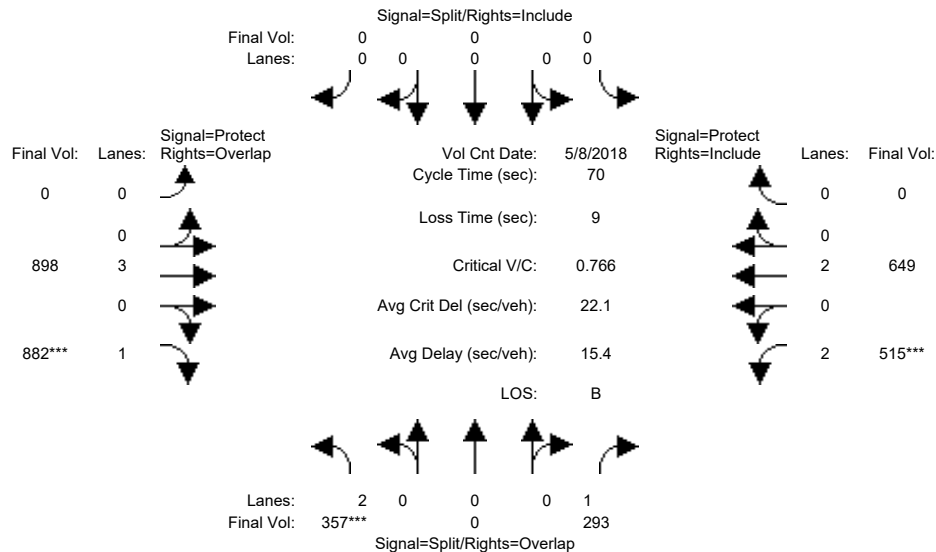 Signal=Split/Rights=Include
Final Vol: 0 0 0
Lanes: 0 0 0 0 0
Signal=Protect Signal=Protect
Final Vol: Lanes: Rights=Overlap Vol Cnt Date: 5/8/2018 Rights=Include Lanes: Final Vol:
Cycle Time (sec): 70
0 0 0 0
Loss Time (sec): 9
0 0
898 3 Critical V/C: 0.766 2 649
0 Avg Crit Del (sec/veh): 22.1 0
882*** 1 Avg Delay (sec/veh): 15.4 2 515***
LOS: B
Lanes: 2 0 0 0 1
Final Vol: 357*** 0 293
Signal=Split/Rights=Overlap